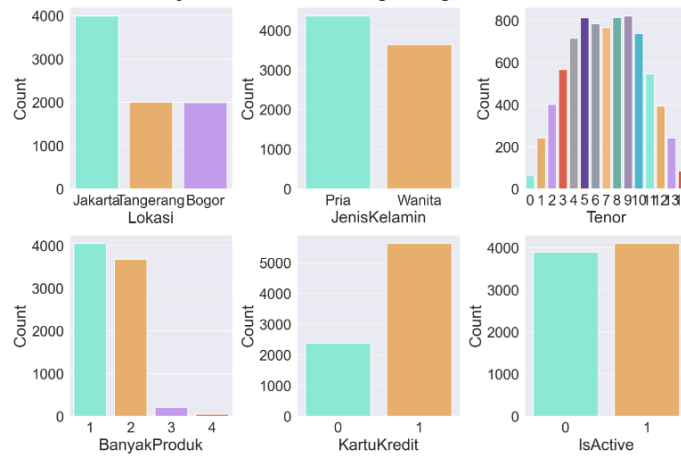 4000
3000
2000
1000
0
Count
Jakarta Tangerang Bogor
Lokasi
4000
3000
2000
1000
0
Count
Pria Wanita
JenisKelamin
800
600
400
200
0
Count
0 1 2 3 4 5 6 7 8 9 10 11 12 13
Tenor
4000
3000
2000
1000
0
Count
1 2 3 4
BanyakProduk
5000
4000
3000
2000
1000
0
Count
0 1
KartuKredit
4000
3000
2000
1000
0
Count
0 1
IsActive